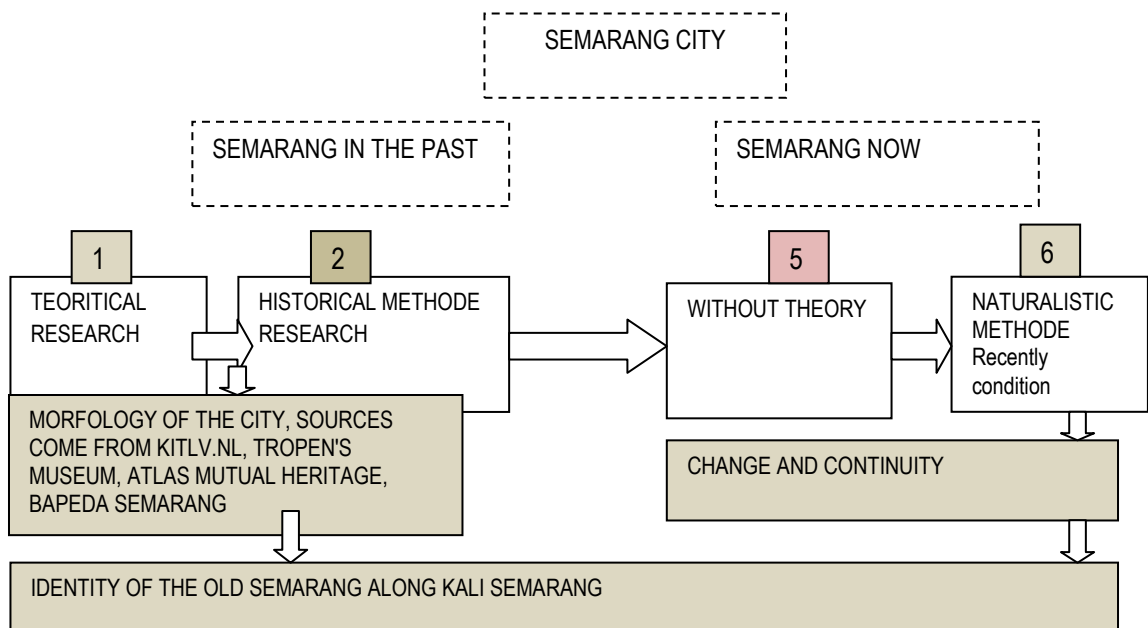 SEMARANG CITY
SEMARANG IN THE PAST
SEMARANG NOW
1
2
5
6
TEORITICAL
RESEARCH
HISTORICAL METHODE
RESEARCH
WITHOUT THEORY
NATURALISTIC
METHODE
Recently
condition
MORFOLOGY OF THE CITY, SOURCES
COME FROM KITLV.NL, TROPEN'S
MUSEUM, ATLAS MUTUAL HERITAGE,
BAPEDA SEMARANG
CHANGE AND CONTINUITY
IDENTITY OF THE OLD SEMARANG ALONG KALI SEMARANG